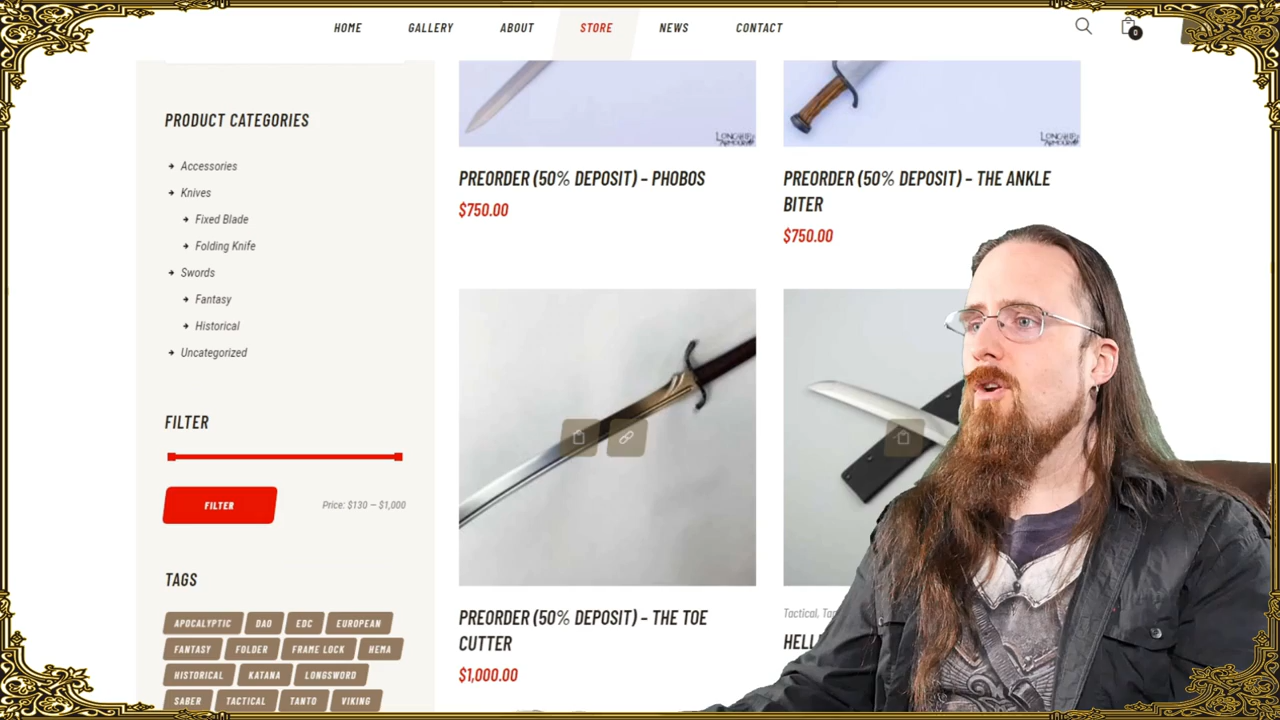 HOME GALLERY ABOUT STORE NEWS CONTACT
0
PRODUCT CATEGORIES
Accessories
Knives
Fixed Blade
Folding Knife
Swords
Fantasy
Historical
Uncategorized
FILTER
FILTER
Price: $130 — $1,000
TAGS
APOCALYPTIC DAO EDC EUROPEAN
FANTASY FOLDER FRAME LOCK HEMA
HISTORICAL KATANA LONGSWORD
SABER TACTICAL TANTO VIKING
PREORDER (50% DEPOSIT) – PHOBOS
$750.00
PREORDER (50% DEPOSIT) – THE ANKLE
BITER
$750.00
PREORDER (50% DEPOSIT) – THE TOE
CUTTER
$1,000.00
Tactical,